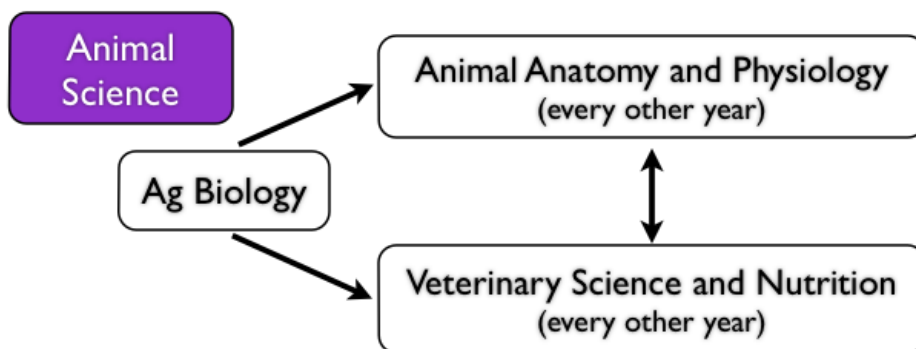 Animal
Science
Animal Anatomy and Physiology
(every other year)
Ag Biology
Veterinary Science and Nutrition
(every other year)